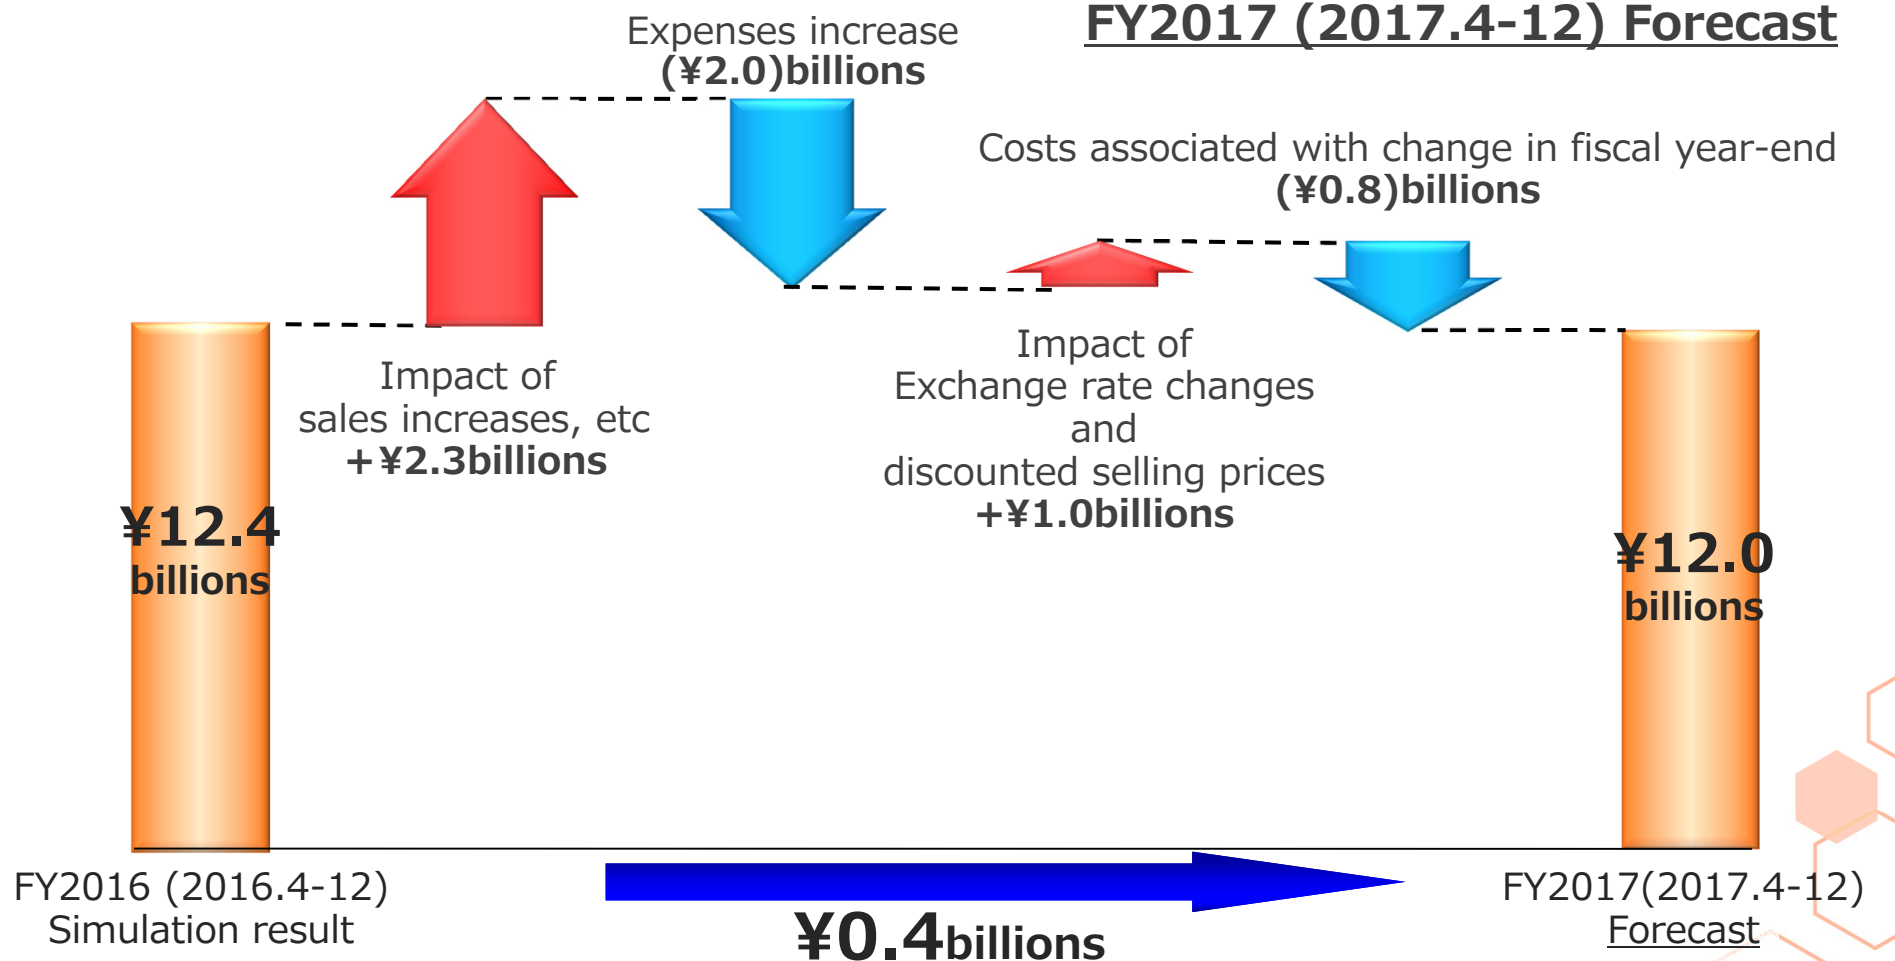 FY2017 (2017.4-12) Forecast
Expenses increase
(¥2.0)billions
Costs associated with change in fiscal year-end
(¥0.8)billions
Impact of
sales increases, etc
+¥2.3billions
Impact of
Exchange rate changes
and
discounted selling prices
+¥1.0billions
¥12.4
billions
¥12.0
billions
FY2016 (2016.4-12)
Simulation result
¥0.4billions
FY2017(2017.4-12)
Forecast